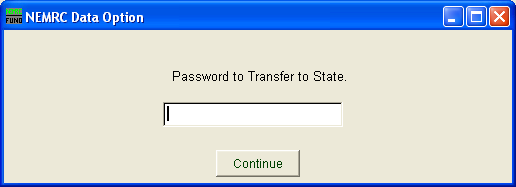 FUND NEMRC Data Option
Password to Transfer to State.
Continue